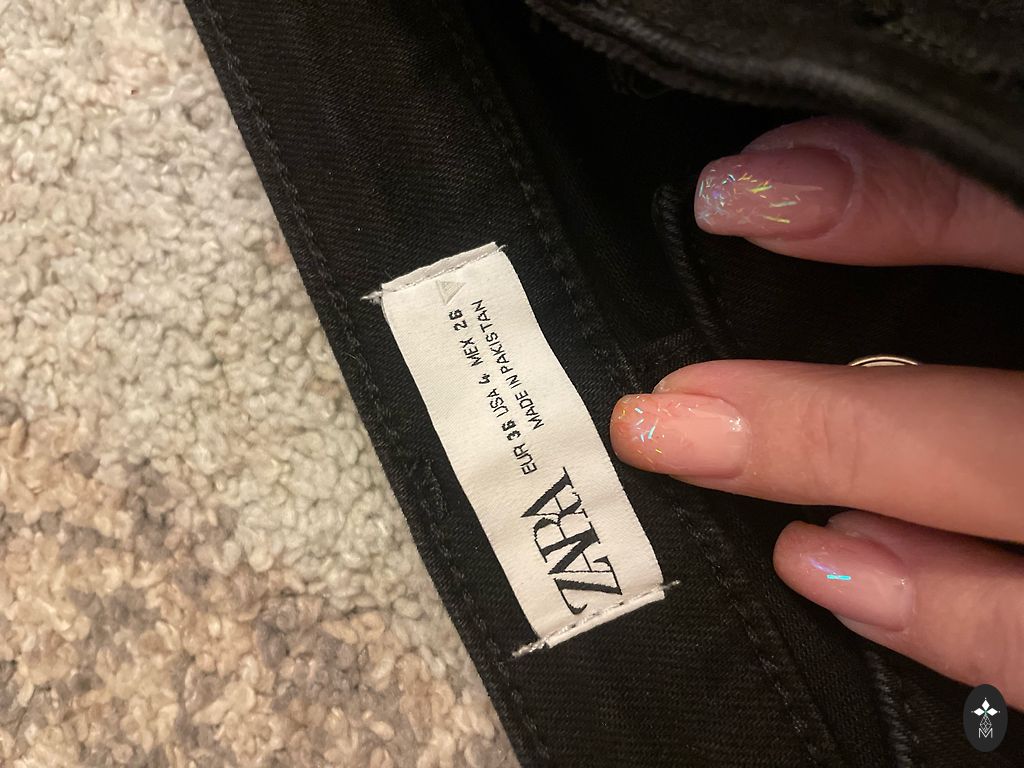 ZARA
EUR 36 USA 4 MEX 26
MADE IN PAKISTAN
M